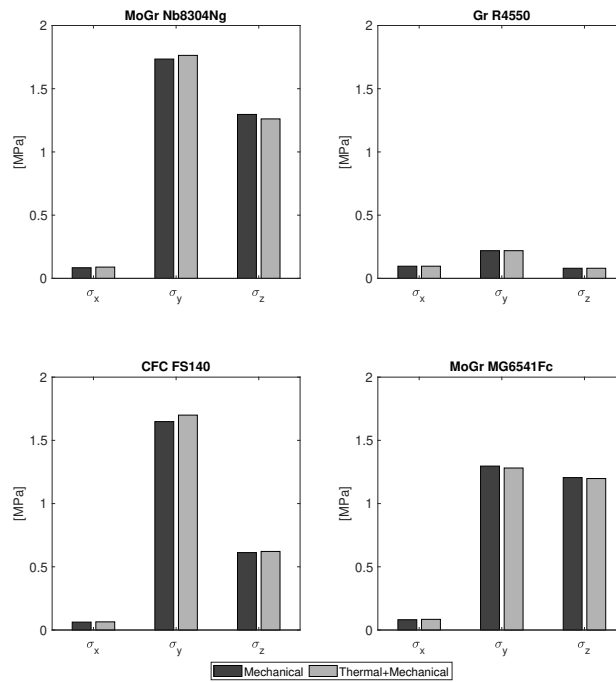 MoGr Nb8304Ng
2
1.5
1
0.5
0
[MPa]
σx
σy
σz
Gr R4550
2
1.5
1
0.5
0
[MPa]
σx
σy
σz
CFC FS140
2
1.5
1
0.5
0
[MPa]
σx
σy
σz
MoGr MG6541Fc
2
1.5
1
0.5
0
[MPa]
σx
σy
σz
Mechanical Thermal+Mechanical